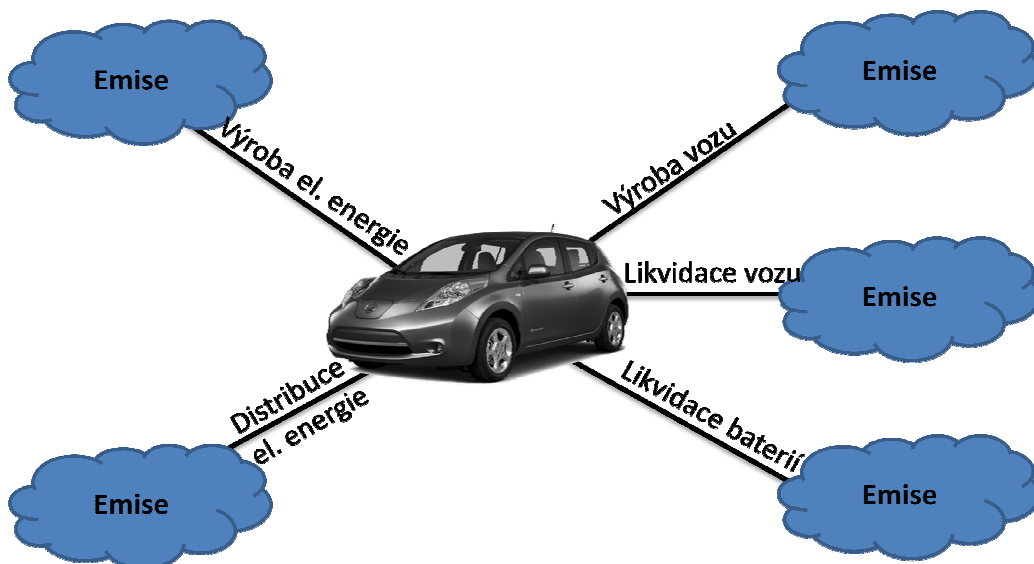 Emise
Výroba el. energie
Emise
Výroba vozu
Likvidace vozu
Emise
Distribuce
el. energie
Emise
Likvidace baterií
Emise